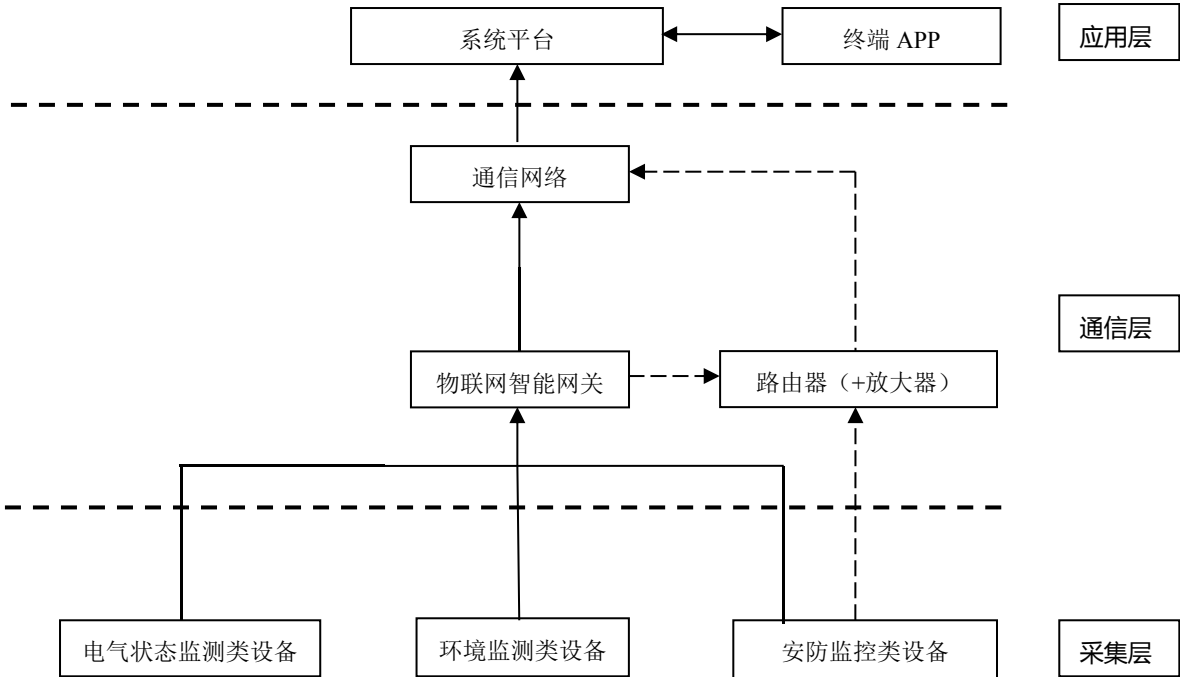 系统平台
终端 APP
应用层
通信网络
通信层
物联网智能网关
路由器（+放大器）
电气状态监测类设备
环境监测类设备
安防监控类设备
采集层